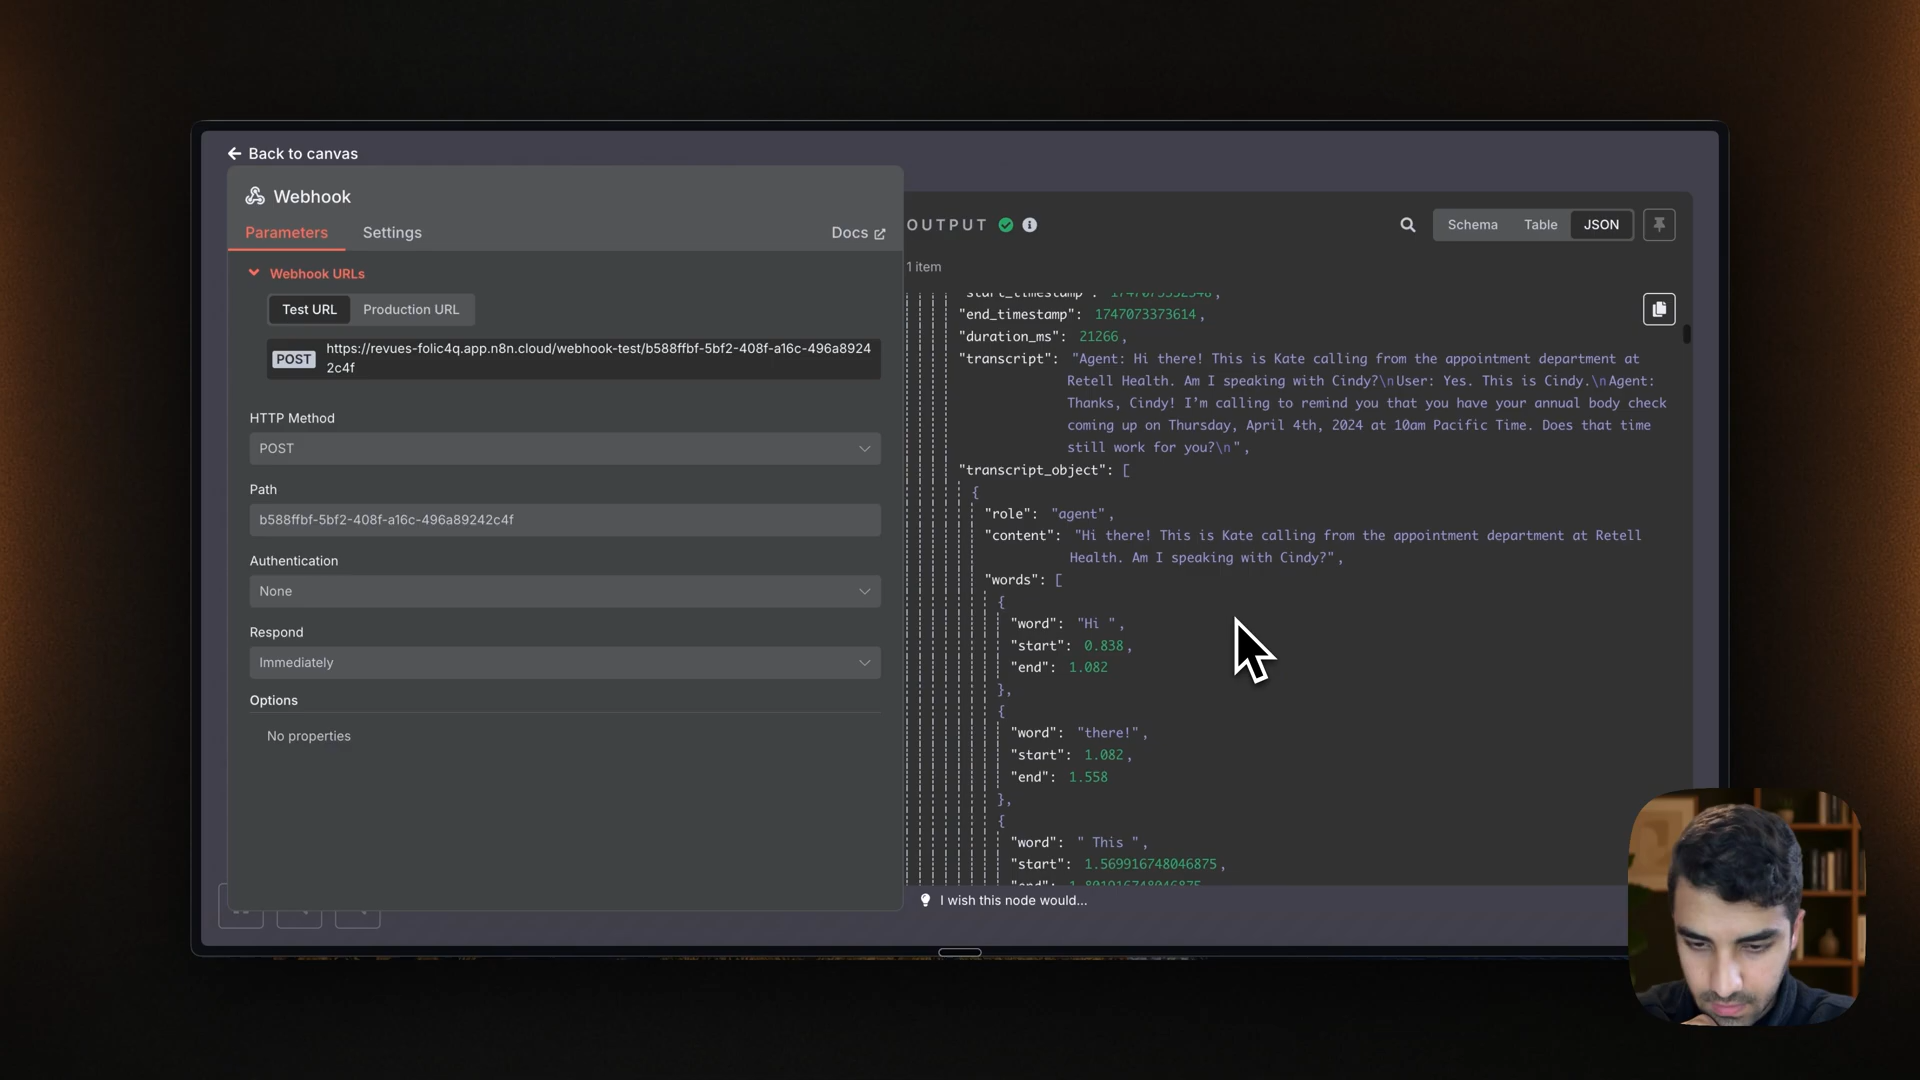 Back to canvas
Webhook
Parameters
Settings
Docs
Webhook URLs
Test URL
Production URL
POST
https://revues-folic4q.app.n8n.cloud/webhook-test/b588ffbf-5bf2-408f-a16c-496a8924
2c4f
HTTP Method
POST
Path
b588ffbf-5bf2-408f-a16c-496a89242c4f
Authentication
None
Respond
Immediately
Options
No properties
OUTPUT
Schema
Table
JSON
1 item
"end_timestamp": 1747073373614,
"duration_ms": 21266,
"transcript": "Agent: Hi there! This is Kate calling from the appointment department at
Retell Health. Am I speaking with Cindy?\nUser: Yes. This is Cindy.\nAgent:
Thanks, Cindy! I’m calling to remind you that you have your annual body check
coming up on Thursday, April 4th, 2024 at 10am Pacific Time. Does that time
still work for you?\n",
"transcript_object": [
{
"role": "agent",
"content": "Hi there! This is Kate calling from the appointment department at Retell
Health. Am I speaking with Cindy?",
"words": [
{
"word": "Hi ",
"start": 0.838,
"end": 1.082
},
{
"word": "there!",
"start": 1.082,
"end": 1.558
},
{
"word": " This ",
"start": 1.569916748046875,
I wish this node would...